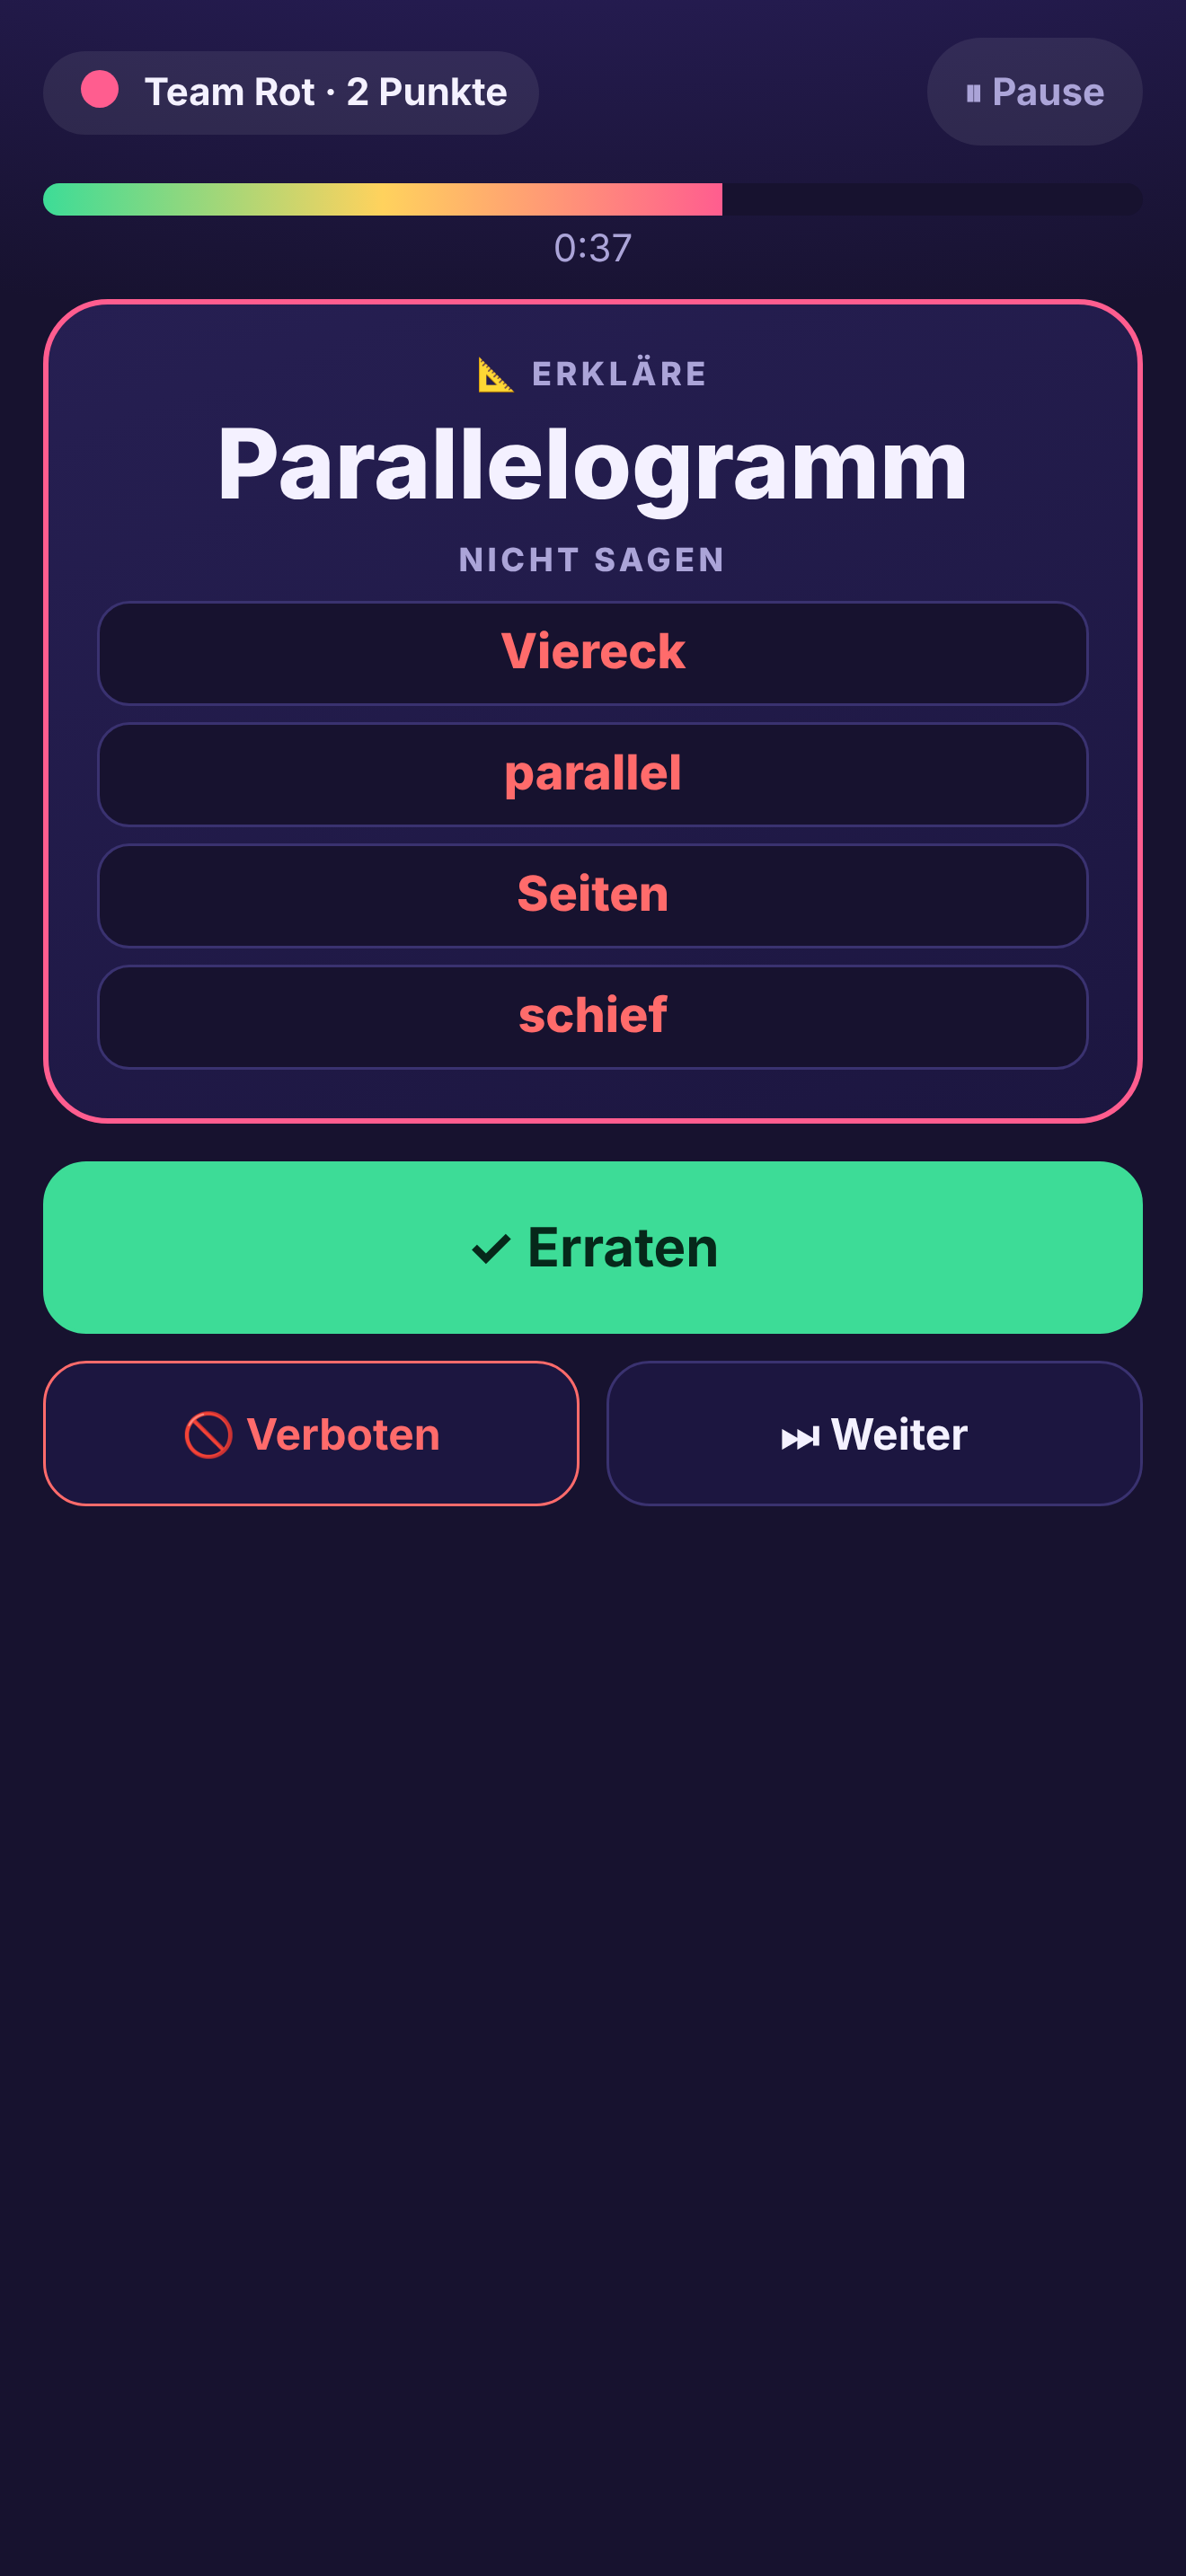 Team Rot · 2 Punkte
Pause
0:37
ERKLÄRE
Parallelogramm
NICHT SAGEN
Viereck
parallel
Seiten
schief
✓ Erraten
Verboten
Weiter